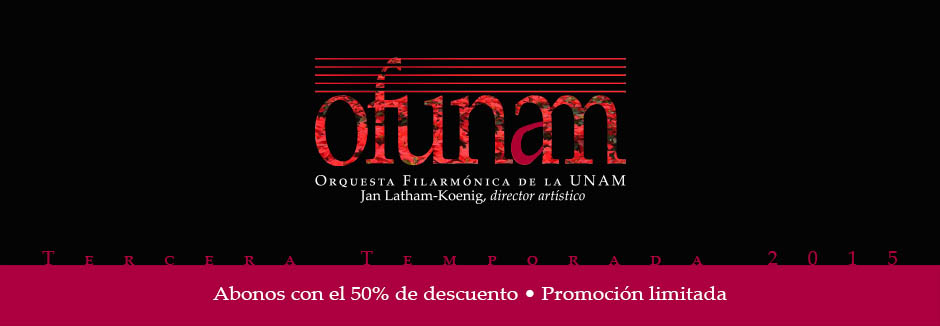 ofunam
Orquesta Filarmónica de la UNAM
Jan Latham-Koenig, director artístico
Tercera Temporada 2015
Abonos con el 50% de descuento • Promoción limitada